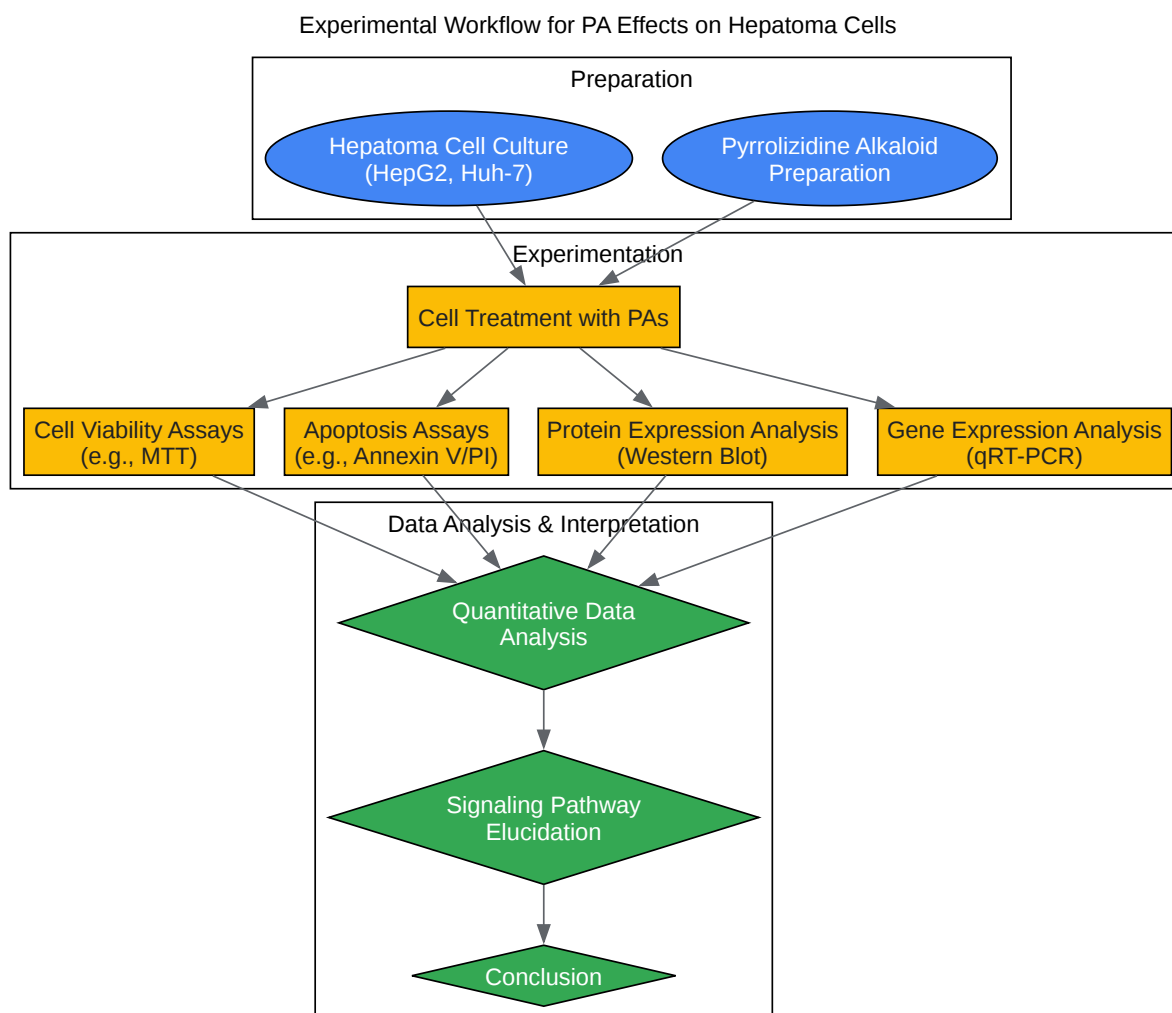 Experimental Workflow for PA Effects on Hepatoma Cells
Preparation
Hepatoma Cell Culture
(HepG2, Huh-7)
Pyrrolizidine Alkaloid
Preparation
Experimentation
Cell Treatment with PAs
Cell Viability Assays
(e.g., MTT)
Apoptosis Assays
(e.g., Annexin V/PI)
Protein Expression Analysis
(Western Blot)
Gene Expression Analysis
(qRT-PCR)
Data Analysis & Interpretation
Quantitative Data
Analysis
Signaling Pathway
Elucidation
Conclusion